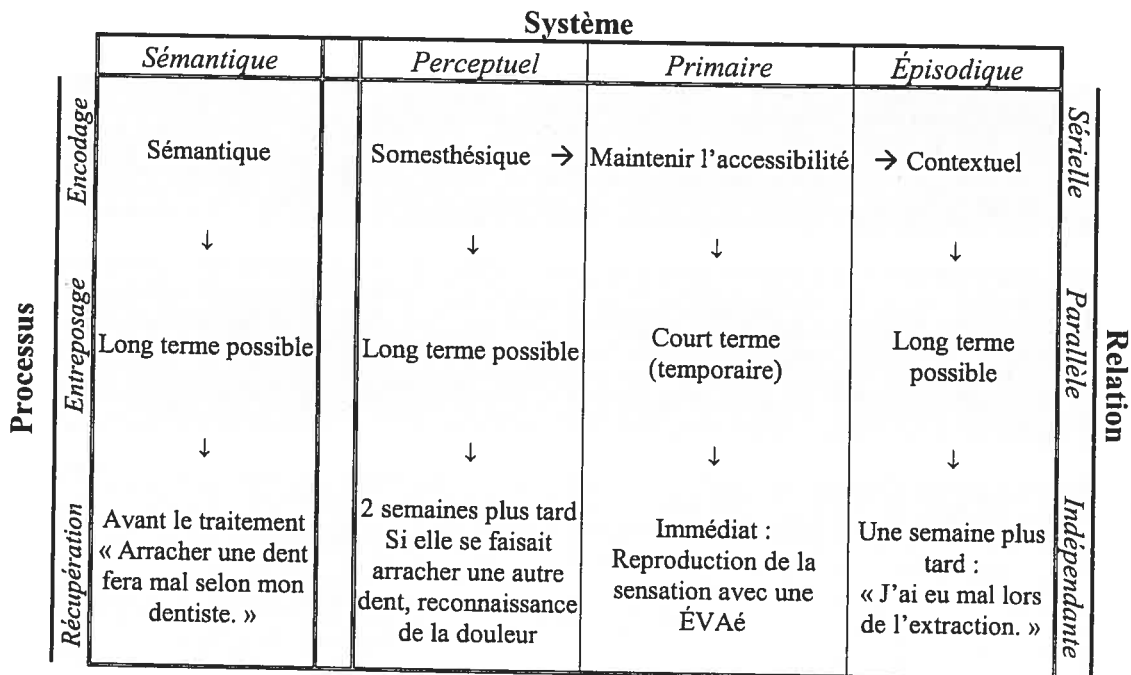 Système
Sémantique Perceptuel Primaire Épisodique
Processus
Relation
Encodage
Sémantique Somesthésique → Maintenir l'accessibilité → Contextuel
Sérielle
↓ ↓ ↓ ↓
Entreposage
Long terme possible
Long terme possible
Court terme
(temporaire)
Long terme
possible
Parallèle
↓ ↓ ↓ ↓
Récupération
Avant le traitement
« Arracher une dent
fera mal selon mon
dentiste. »
2 semaines plus tard
Si elle se faisait
arracher une autre
dent, reconnaissance
de la douleur
Immédiat :
Reproduction de la
sensation avec une
ÉVAé
Une semaine plus
tard :
« J'ai eu mal lors
de l'extraction. »
Indépendante